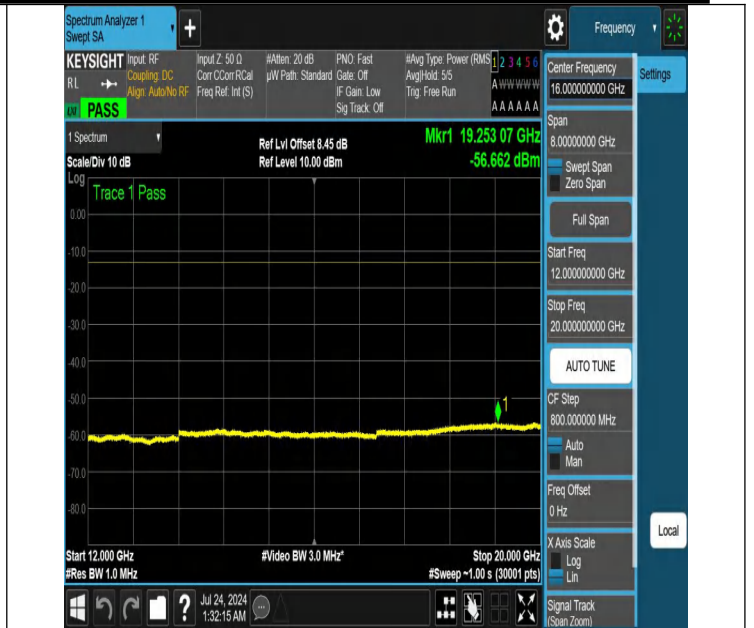 Spectrum Analyzer 1
Swept SA
+
Frequency
KEYSIGHT
RL
LXI
PASS
Input: RF
Coupling: DC
Align: Auto/No RF
Input Z: 50 Ω
Corr CCorr RCal
Freq Ref: Int (S)
#Atten: 20 dB
µW Path: Standard
PNO: Fast
Gate: Off
IF Gain: Low
Sig Track: Off
#Avg Type: Power (RMS
Avg|Hold: 5/5
Trig: Free Run
1 2 3 4 5 6
A W W W W W
A A A A A A
1 Spectrum
Scale/Div 10 dB
Ref Lvl Offset 8.45 dB
Ref Level 10.00 dBm
Mkr1 19.253 07 GHz
-56.662 dBm
Log
Trace 1 Pass
0.00
-10.0
-20.0
-30.0
-40.0
-50.0
-60.0
-70.0
-80.0
1
Start 12.000 GHz
#Res BW 1.0 MHz
#Video BW 3.0 MHz*
Stop 20.000 GHz
#Sweep ~1.00 s (30001 pts)
Center Frequency
16.000000000 GHz
Settings
Span
8.00000000 GHz
Swept Span
Zero Span
Full Span
Start Freq
12.000000000 GHz
Stop Freq
20.000000000 GHz
AUTO TUNE
CF Step
800.000000 MHz
Auto
Man
Freq Offset
0 Hz
X Axis Scale
Log
Lin
Local
Signal Track
(Span Zoom)
?
Jul 24, 2024
1:32:15 AM